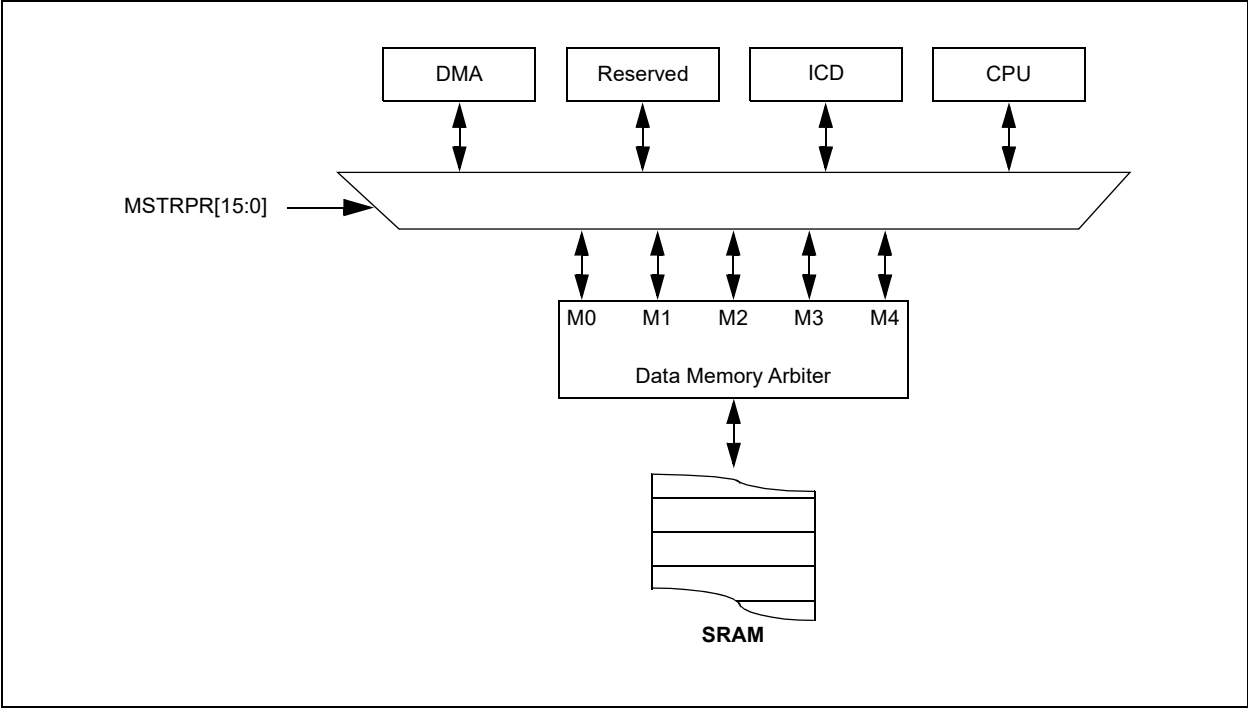 DMA
Reserved
ICD
CPU
MSTRPR[15:0]
M0
M1
M2
M3
M4
Data Memory Arbiter
SRAM